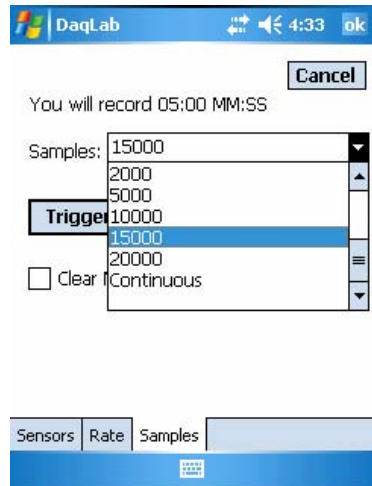 DaqLab 4:33 ok
Cancel
You will record 05:00 MM:SS
Samples: 15000
2000
5000
Trigger 10000
15000
20000
Clear Continuous
Sensors Rate Samples